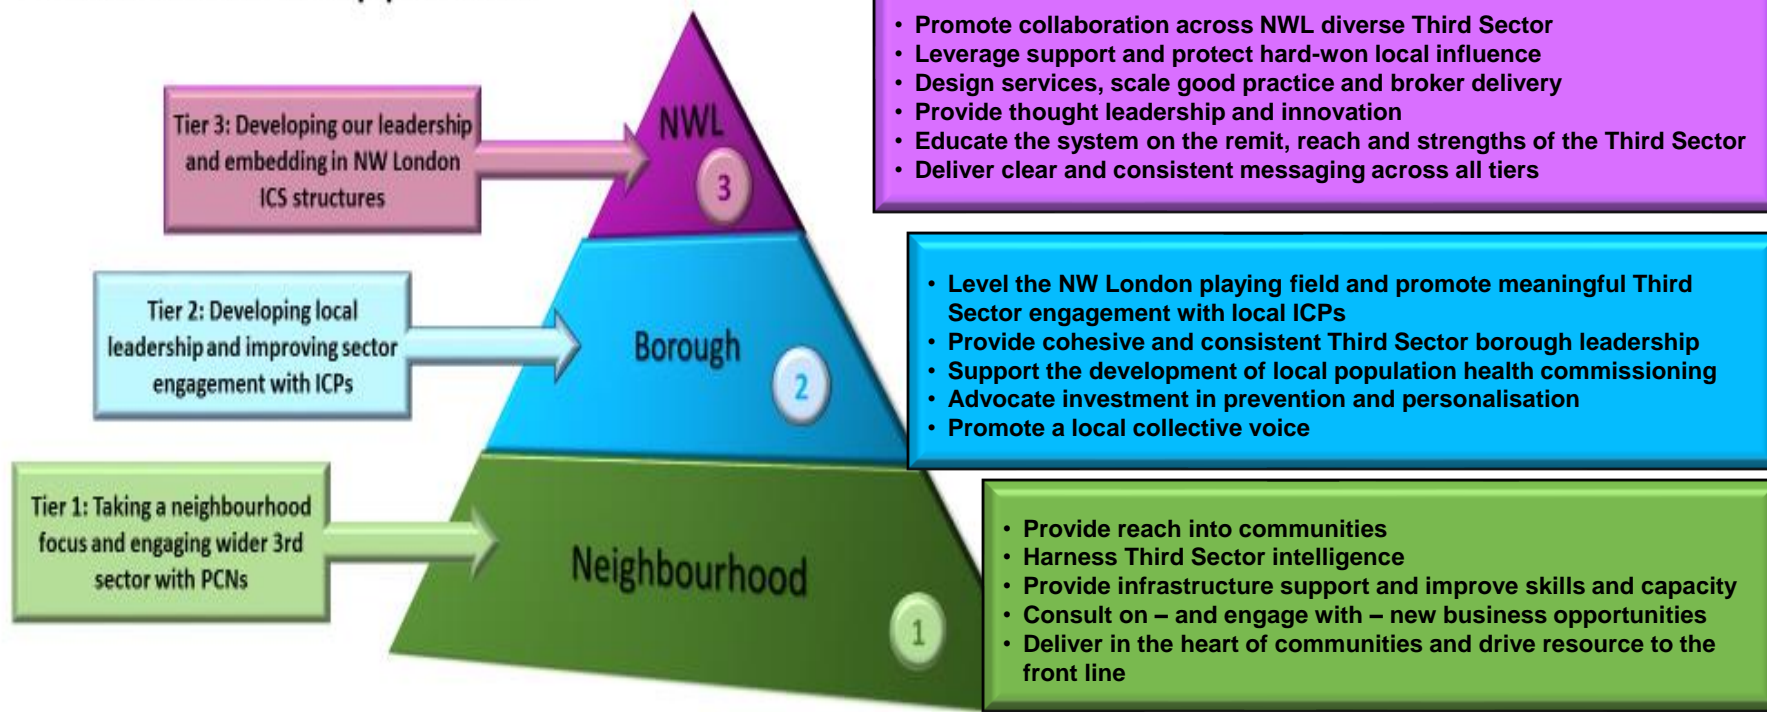 Tier 3: Developing our leadership
and embedding in NW London
ICS structures
NWL
3
• Promote collaboration across NWL diverse Third Sector
• Leverage support and protect hard-won local influence
• Design services, scale good practice and broker delivery
• Provide thought leadership and innovation
• Educate the system on the remit, reach and strengths of the Third Sector
• Deliver clear and consistent messaging across all tiers
Tier 2: Developing local
leadership and improving sector
engagement with ICPs
Borough
2
• Level the NW London playing field and promote meaningful Third
Sector engagement with local ICPs
• Provide cohesive and consistent Third Sector borough leadership
• Support the development of local population health commissioning
• Advocate investment in prevention and personalisation
• Promote a local collective voice
Tier 1: Taking a neighbourhood
focus and engaging wider 3rd
sector with PCNs
Neighbourhood
1
• Provide reach into communities
• Harness Third Sector intelligence
• Provide infrastructure support and improve skills and capacity
• Consult on – and engage with – new business opportunities
• Deliver in the heart of communities and drive resource to the
front line